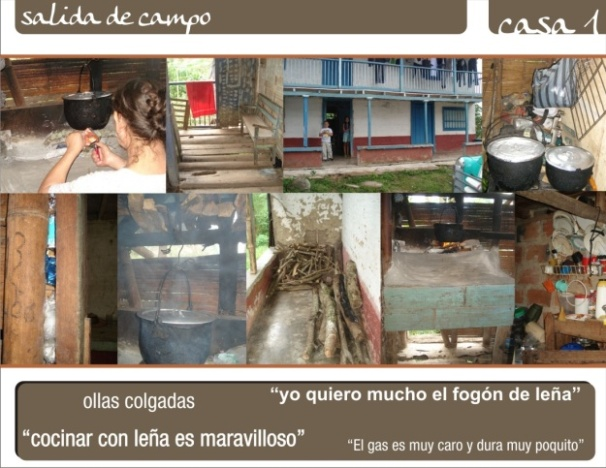 salida de campo
casa 1
ollas colgadas
“yo quiero mucho el fogón de leña”
“cocinar con leña es maravilloso”
“El gas es muy caro y dura muy poquito”